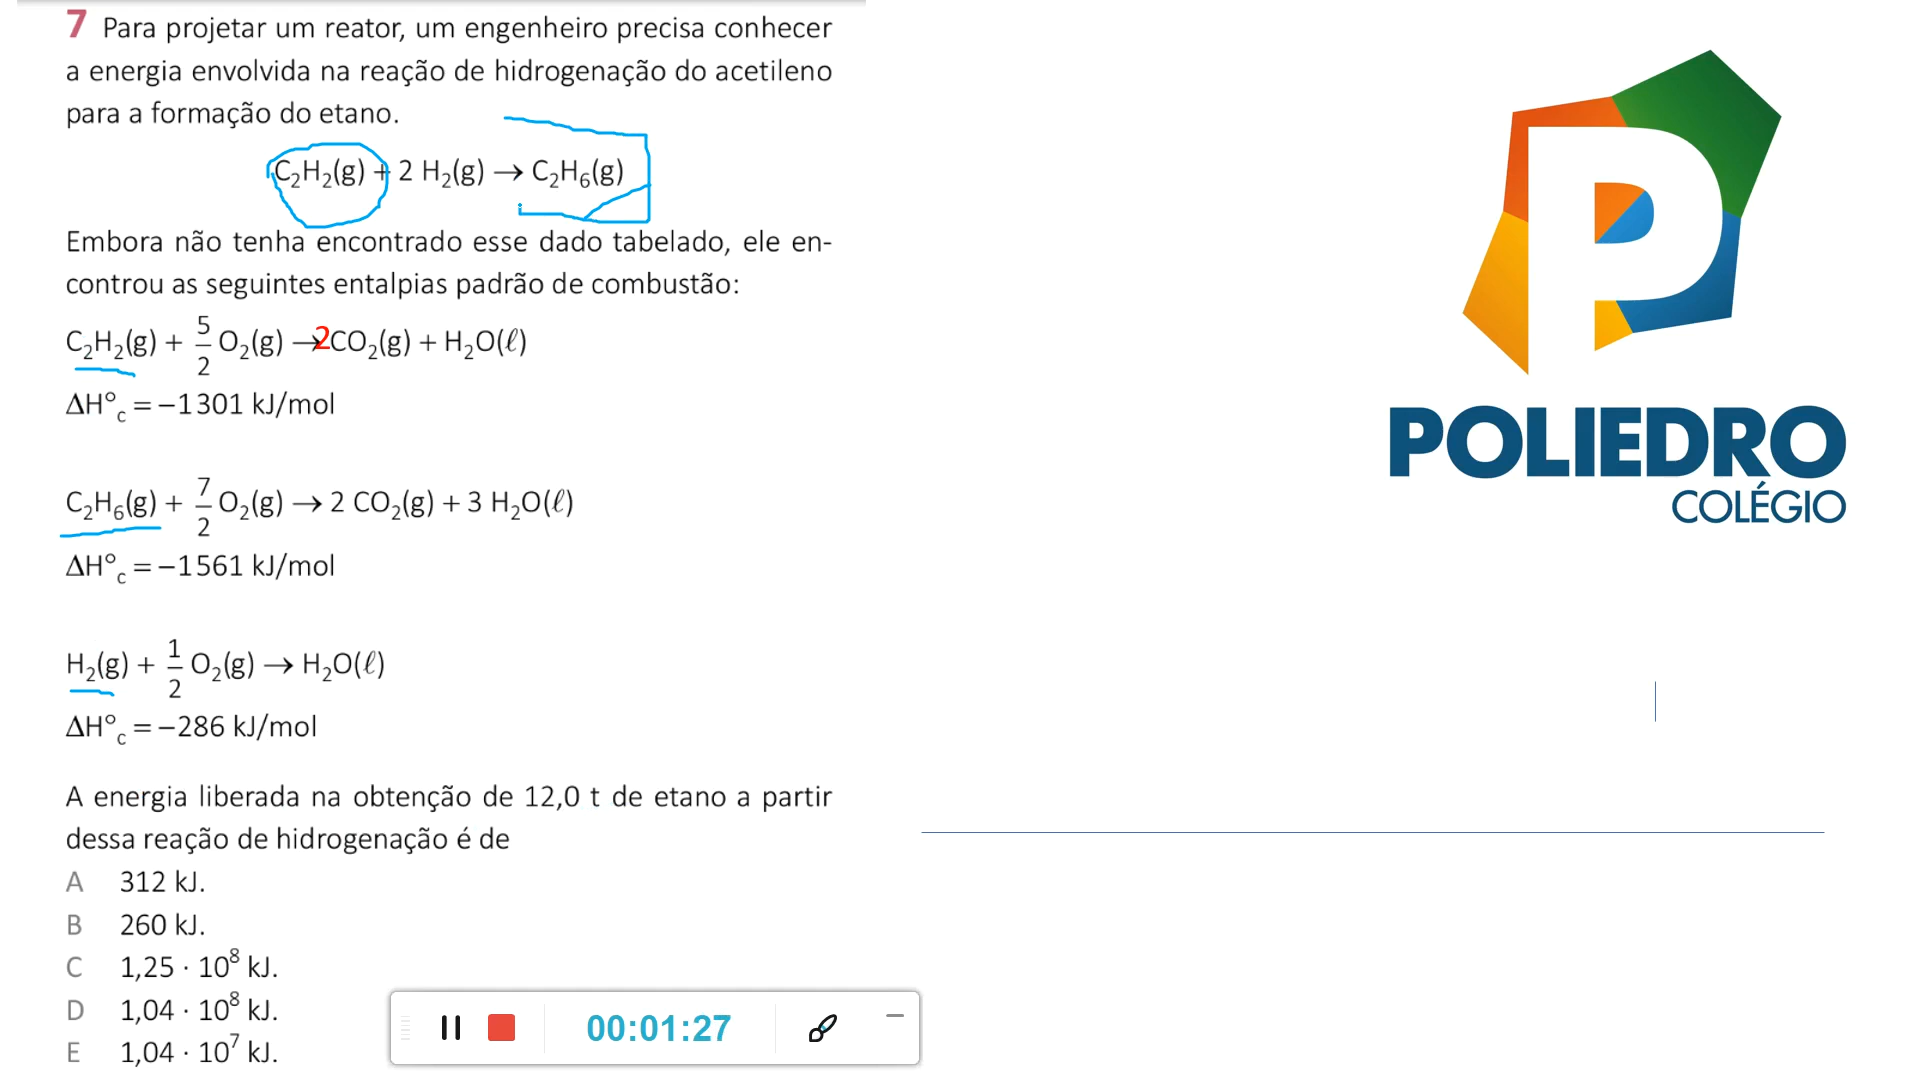 7 Para projetar um reator, um engenheiro precisa conhecer
a energia envolvida na reação de hidrogenação do acetileno
para a formação do etano.
C₂H₂(g) + 2 H₂(g) → C₂H₆(g)
Embora não tenha encontrado esse dado tabelado, ele en-
controu as seguintes entalpias padrão de combustão:
C₂H₂(g) + 5/2 O₂(g) → 2CO₂(g) + H₂O(ℓ)
ΔH°c = −1301 kJ/mol
C₂H₆(g) + 7/2 O₂(g) → 2 CO₂(g) + 3 H₂O(ℓ)
ΔH°c = −1561 kJ/mol
H₂(g) + 1/2 O₂(g) → H₂O(ℓ)
ΔH°c = −286 kJ/mol
A energia liberada na obtenção de 12,0 t de etano a partir
dessa reação de hidrogenação é de
A 312 kJ.
B 260 kJ.
C 1,25 · 10⁸ kJ.
D 1,04 · 10⁸ kJ.
E 1,04 · 10⁷ kJ.
00:01:27
POLIEDRO
COLÉGIO